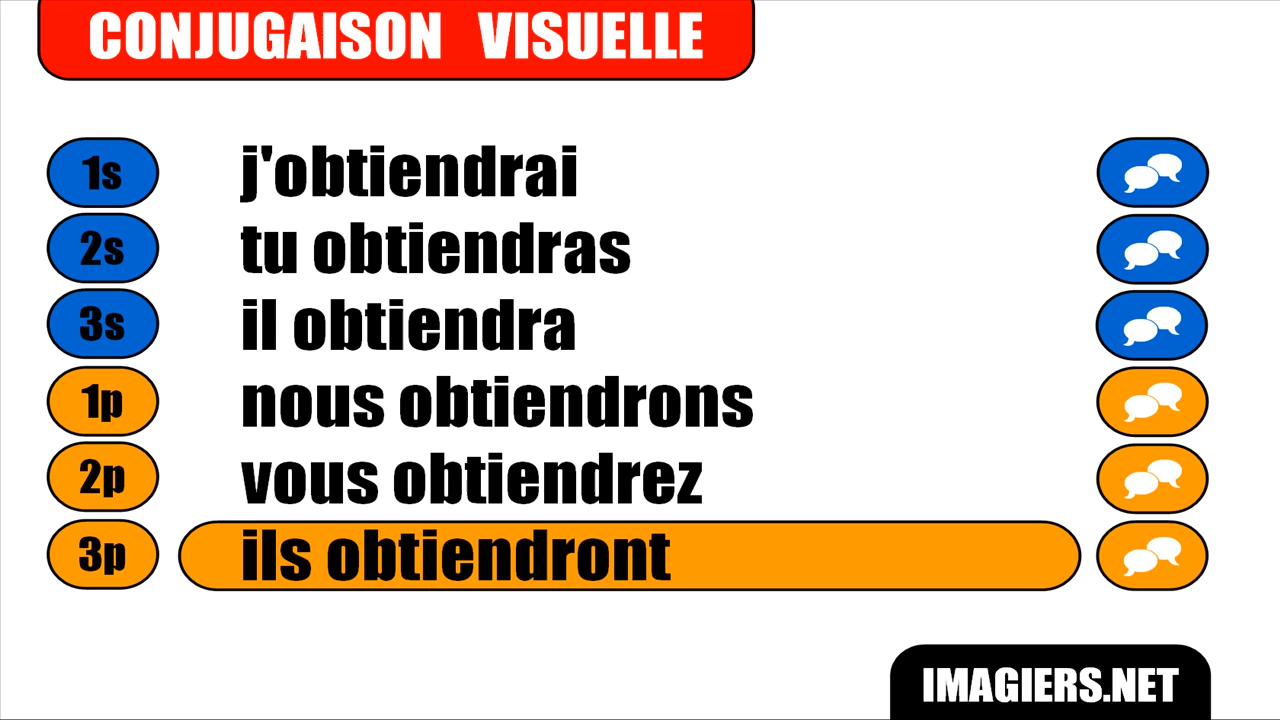 CONJUGAISON VISUELLE
1s j'obtiendrai
2s tu obtiendras
3s il obtiendra
1p nous obtiendrons
2p vous obtiendrez
3p ils obtiendront
IMAGIERS.NET